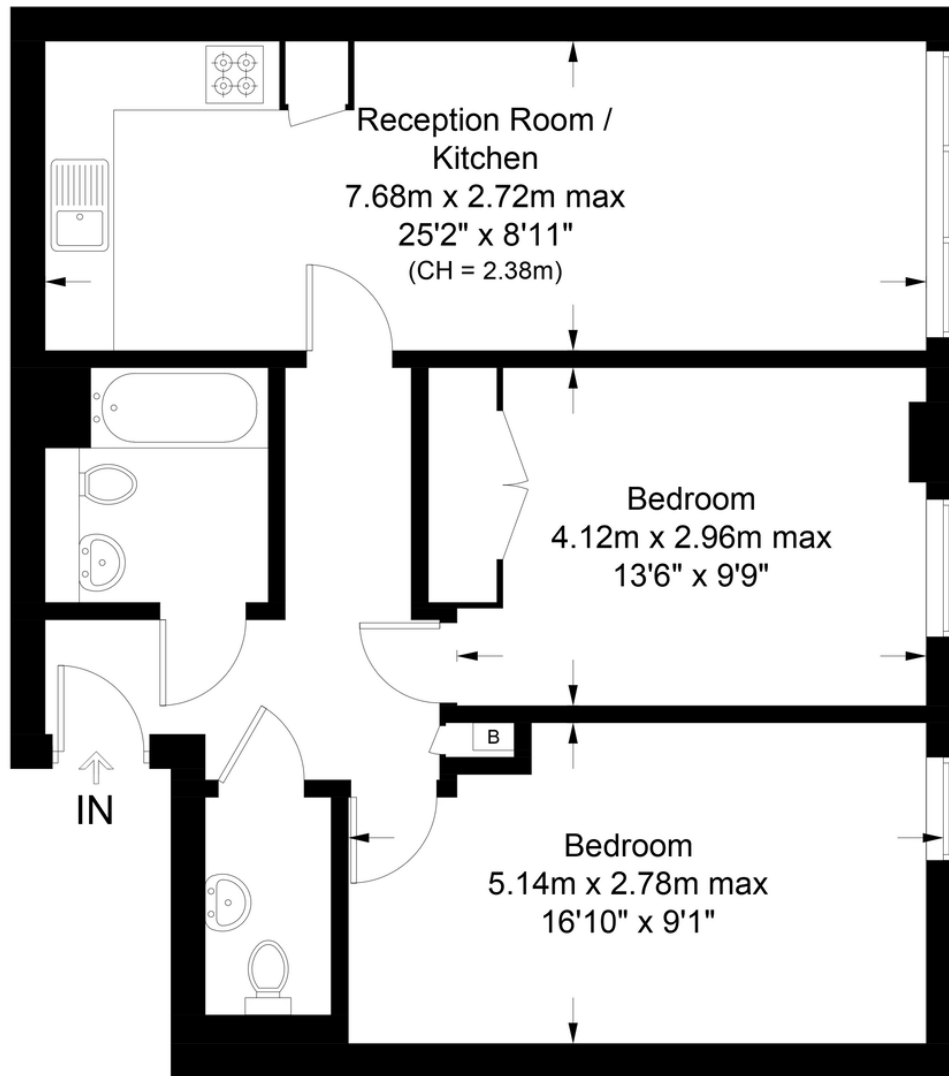 Reception Room /
Kitchen
7.68m x 2.72m max
25'2" x 8'11"
(CH = 2.38m)
Bedroom
4.12m x 2.96m max
13'6" x 9'9"
B
IN
Bedroom
5.14m x 2.78m max
16'10" x 9'1"